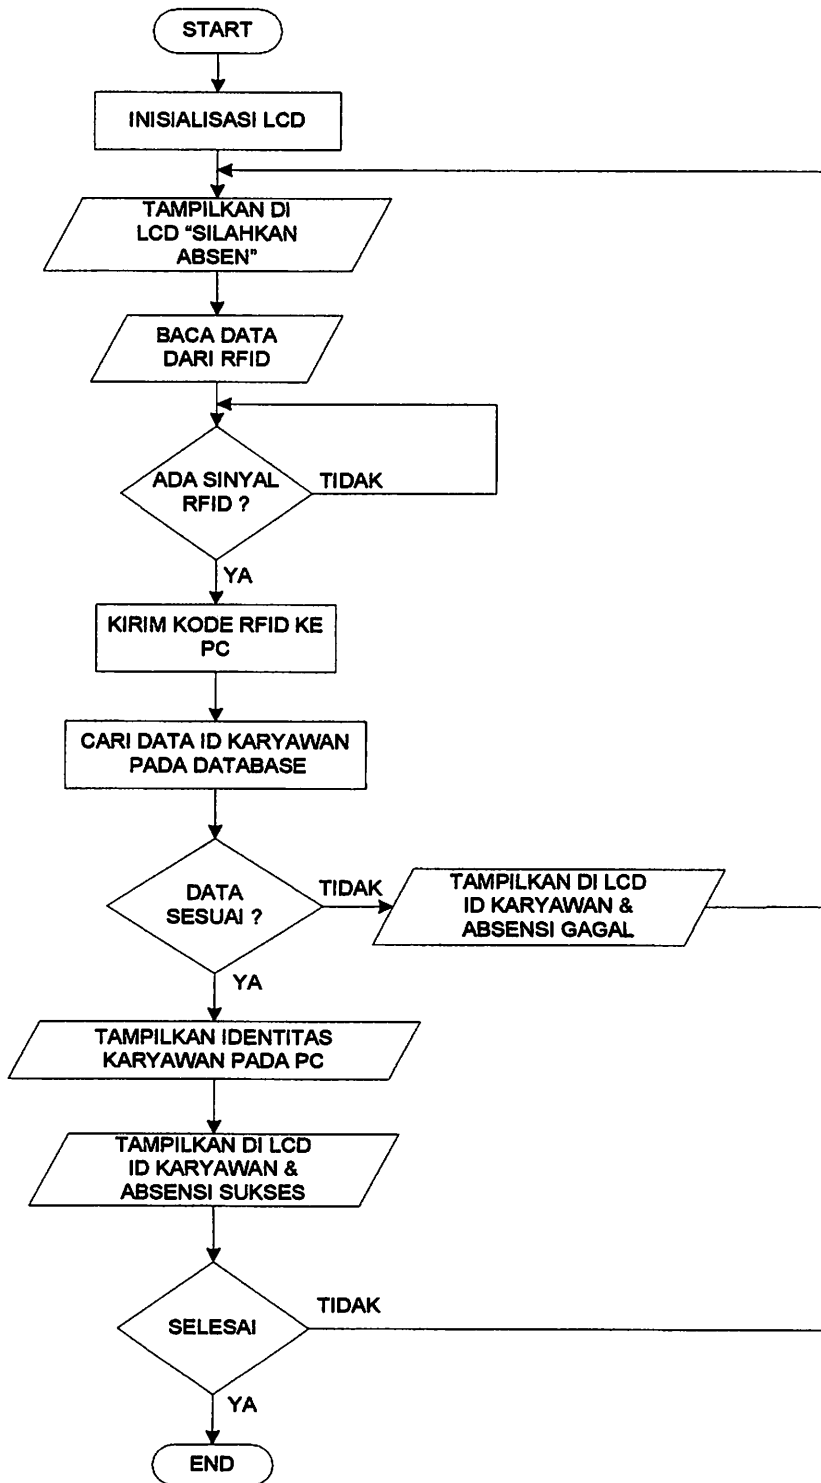 START
INISIALISASI LCD
TAMPILKAN DI
LCD "SILAHKAN
ABSEN"
BACA DATA
DARI RFID
ADA SINYAL
RFID ?
TIDAK
YA
KIRIM KODE RFID KE
PC
CARI DATA ID KARYAWAN
PADA DATABASE
DATA
SESUAI ?
TIDAK
TAMPILKAN DI LCD
ID KARYAWAN &
ABSENSI GAGAL
YA
TAMPILKAN IDENTITAS
KARYAWAN PADA PC
TAMPILKAN DI LCD
ID KARYAWAN &
ABSENSI SUKSES
SELESAI
TIDAK
YA
END